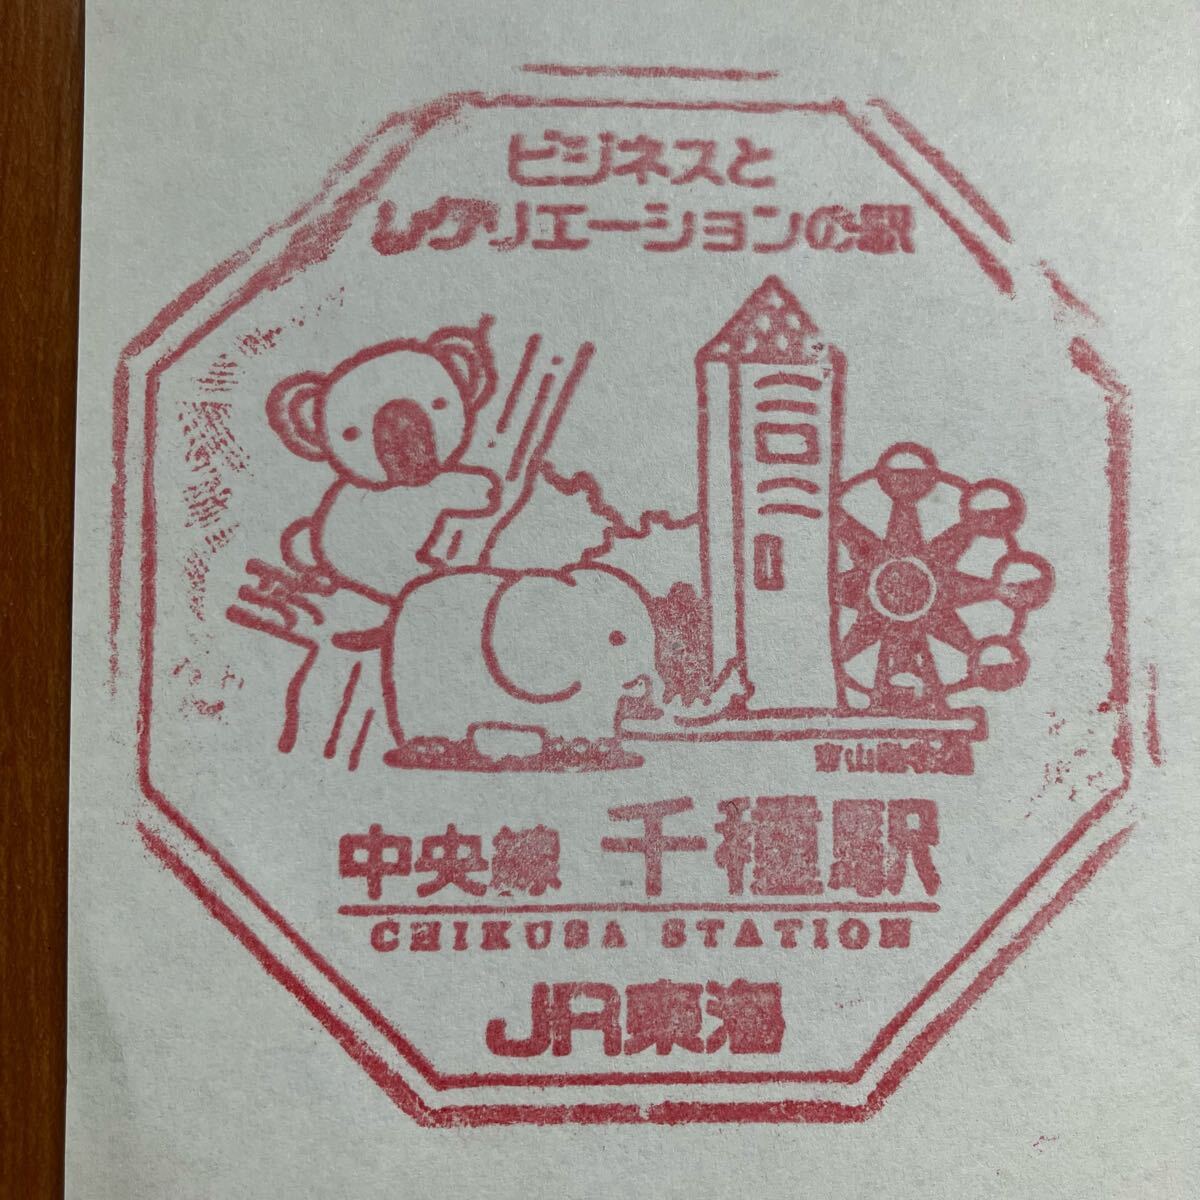 ビジネスと
レクリエーションの駅
東山動物園
中央線 千種駅
CHIKUSA STATION
JR東海